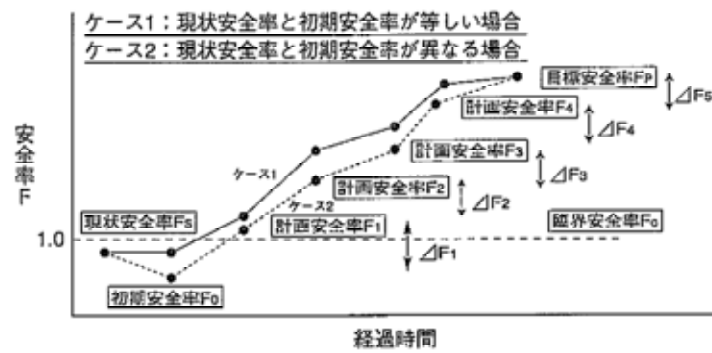 ケース1：現状安全率と初期安全率が等しい場合
ケース2：現状安全率と初期安全率が異なる場合
目標安全率FP
⊿F5
計画安全率F4
⊿F4
計画安全率F3
⊿F3
ケース1
計画安全率F2
⊿F2
ケース2
現状安全率FS
計画安全率F1
臨界安全率F0
1.0
⊿F1
初期安全率F0
安全率F
経過時間